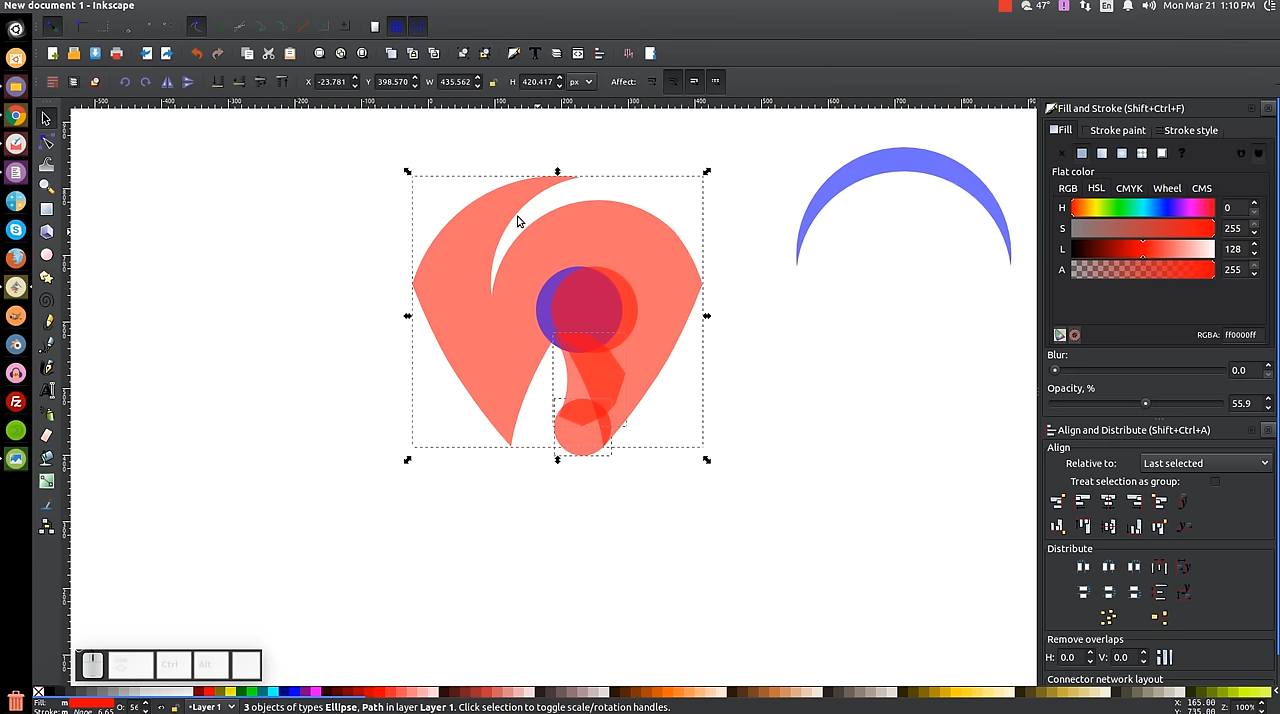 New document 1 - Inkscape
47° En Mon Mar 21 1:10 PM
X -23.781 Y 398.570 W 435.562 H 420.417 px Affect:
Fill and Stroke (Shift+Ctrl+F)
Fill Stroke paint Stroke style
?
Flat color
RGB HSL CMYK Wheel CMS
H 0
S 255
L 128
A 255
RGBA: ff0000ff
Blur:
0.0
Opacity, %
55.9
Align and Distribute (Shift+Ctrl+A)
Align
Relative to: Last selected
Treat selection as group:
Distribute
Remove overlaps
H: 0.0 V: 0.0
Connector network layout
Ctrl Alt
Fill: m
Stroke: m None 6.65
O: 56
Layer 1
3 objects of types Ellipse, Path in layer Layer 1. Click selection to toggle scale/rotation handles.
X: 165.00
Y: 735.00
Z: 100%